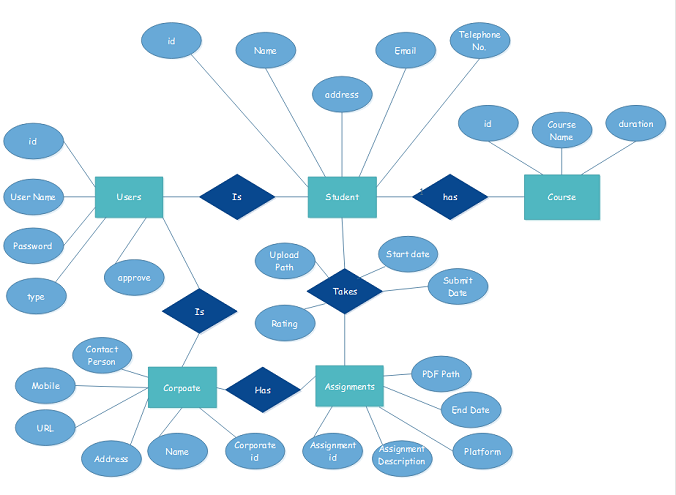 id
Name
Email
Telephone
No.
address
id
Course
Name
duration
id
User Name
Password
type
Users
approve
Is
Student
has
Course
Upload
Path
Start date
Takes
Submit
Date
Rating
Is
Contact
Person
Mobile
URL
Address
Name
Corporate
id
Corpoate
Has
Assignments
PDF Path
End Date
Platform
Assignment
id
Assignment
Description